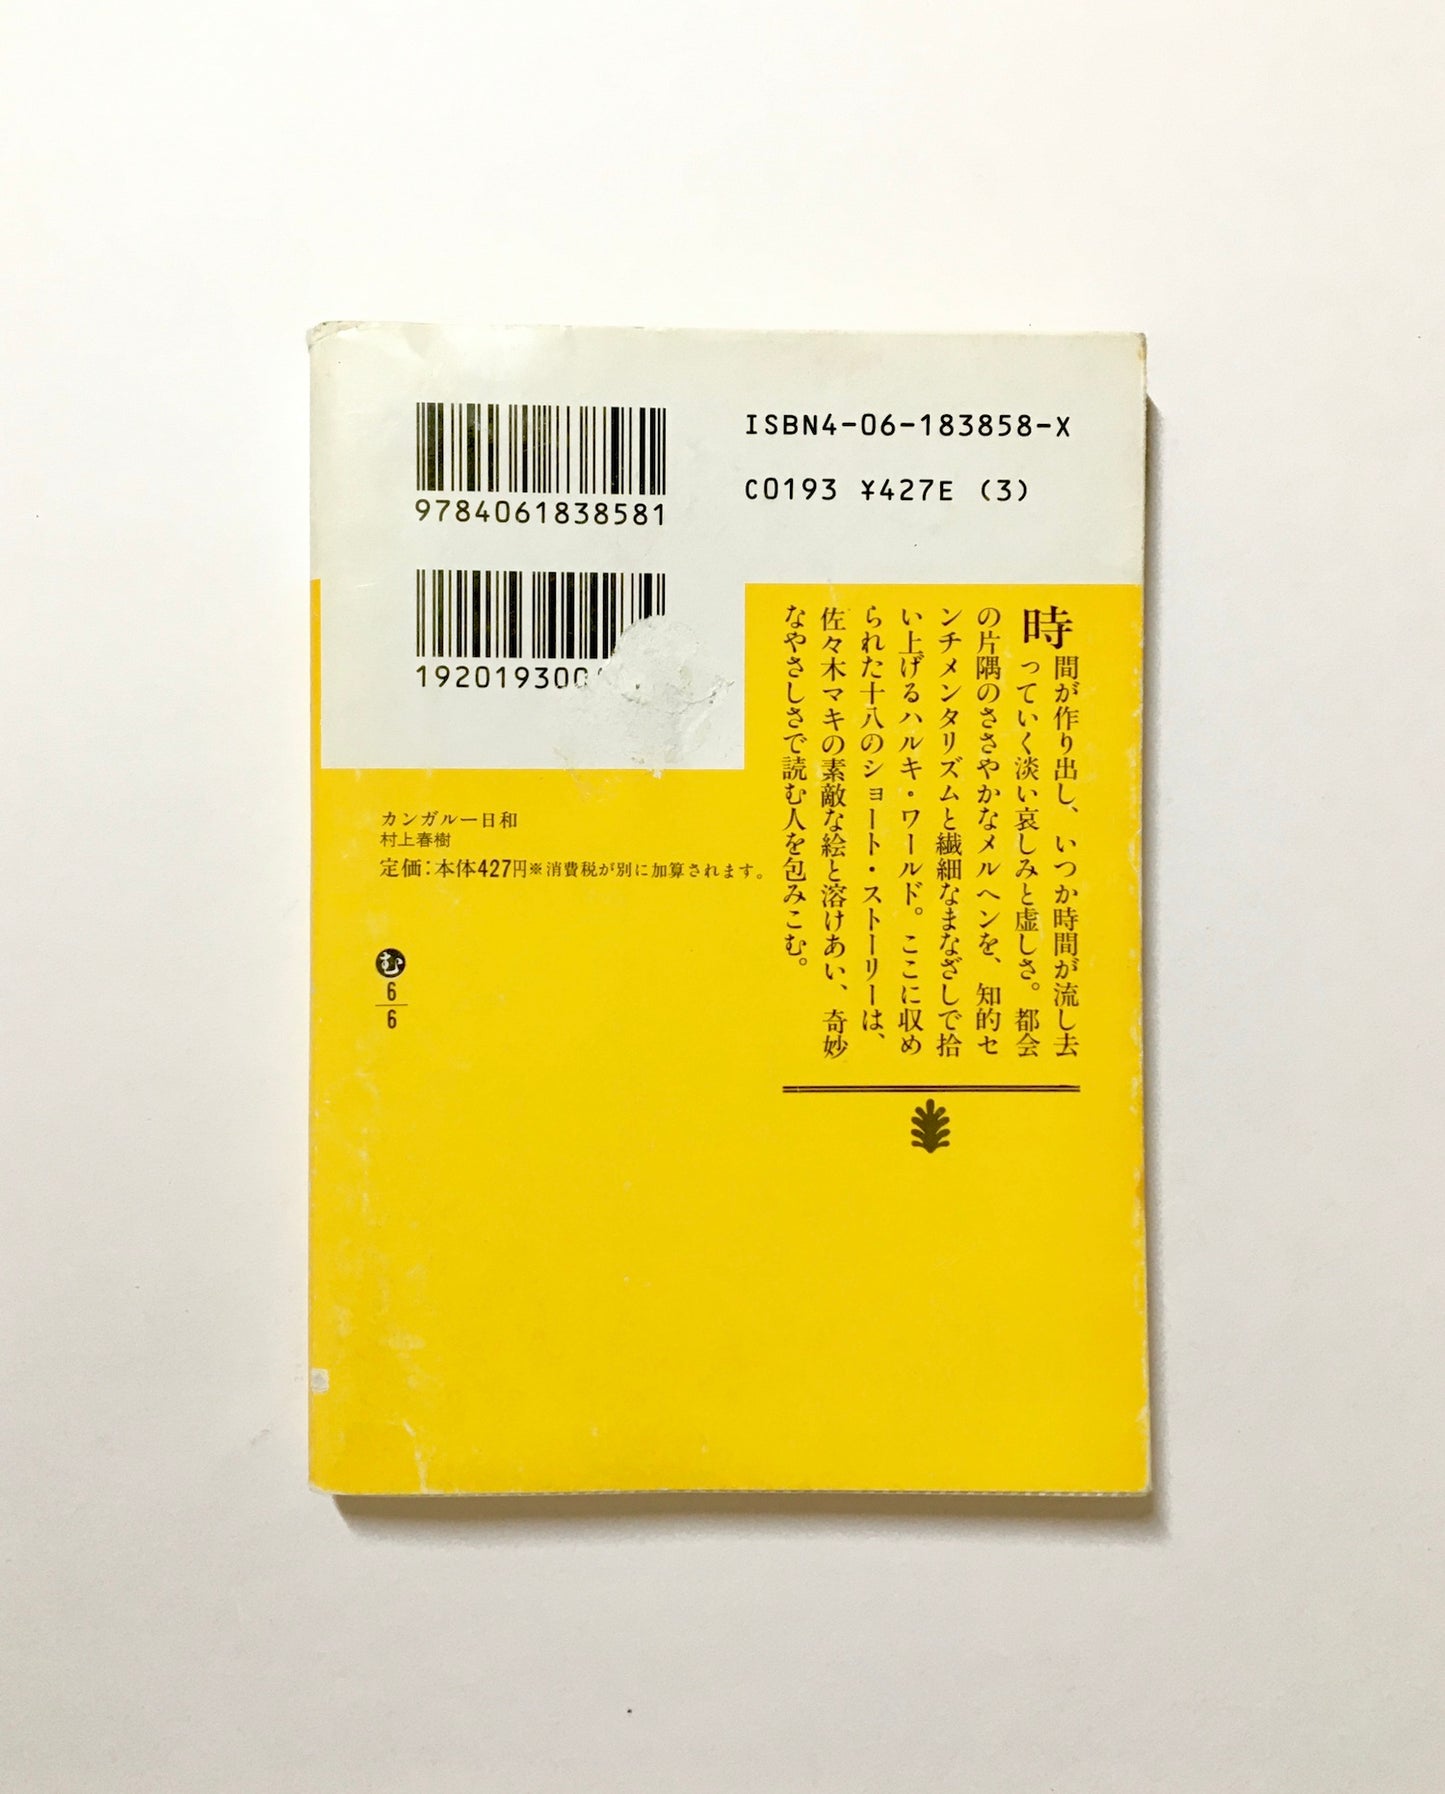 9784061838581
ISBN4-06-183858-X
C0193 ¥427E (3)
192019300
時間が作り出し、いつか時間が流し去
っていく淡い哀しみと虚しさ。都会
の片隅のささやかなメルヘンを、知的セ
ンチメンタリズムと繊細なまなざしで拾
い上げるハルキ・ワールド。ここに収め
られた十八のショート・ストーリーは、
佐々木マキの素敵な絵と溶けあい、奇妙
なやさしさで読む人を包みこむ。
カンガルー日和
村上春樹
定価：本体427円※消費税が別に加算されます。
む
6
6